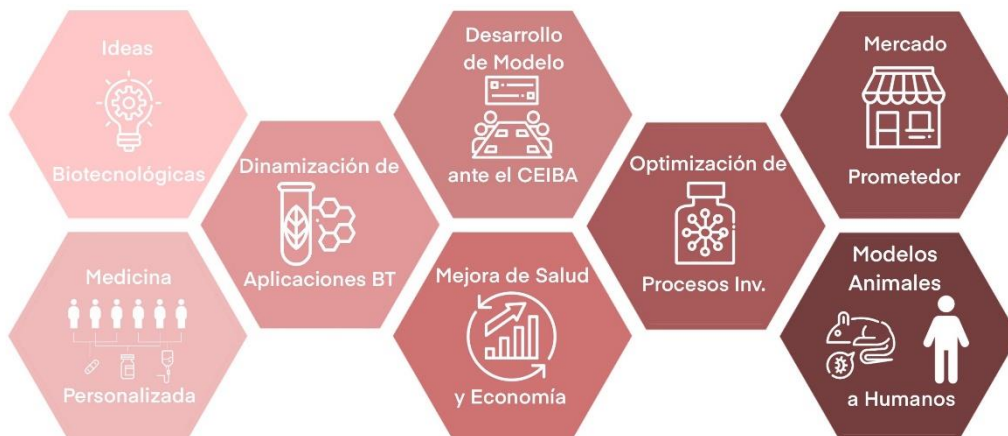 Ideas
Biotecnológicas
Medicina
Personalizada
Dinamización de
Aplicaciones BT
Desarrollo
de Modelo
ante el CEIBA
Mejora de Salud
y Economía
Optimización de
Procesos Inv.
Mercado
Prometedor
Modelos
Animales
a Humanos